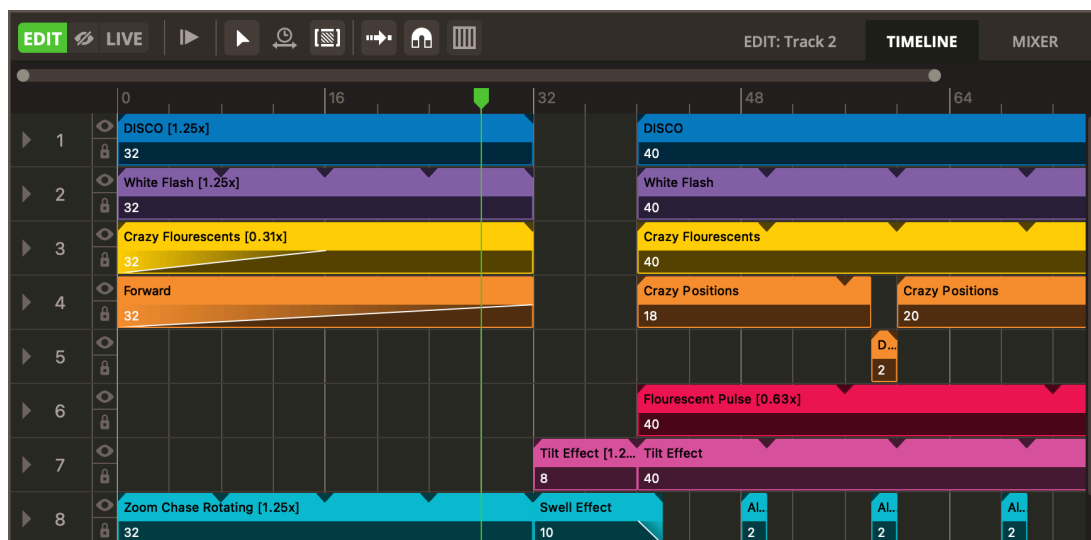 EDIT LIVE EDIT: Track 2 TIMELINE MIXER
0 16 32 48 64
1 DISCO [1.25x] DISCO
32 40
2 White Flash [1.25x] White Flash
32 40
3 Crazy Flourescents [0.31x] Crazy Flourescents
32 40
4 Forward Crazy Positions Crazy Positions
32 18 20
5 D...
2
6 Flourescent Pulse [0.63x]
40
7 Tilt Effect [1.2... Tilt Effect
8 40
8 Zoom Chase Rotating [1.25x] Swell Effect Al... Al... Al...
32 10 2 2 2